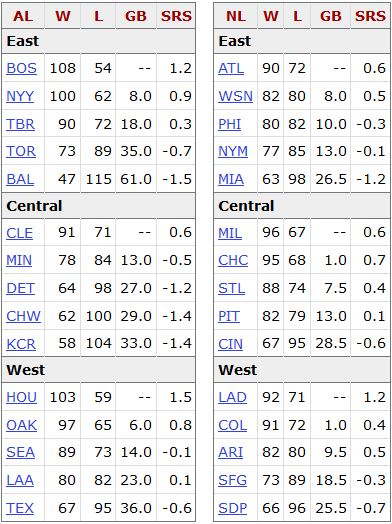 AL W L GB SRS
East
BOS 108 54 -- 1.2
NYY 100 62 8.0 0.9
TBR 90 72 18.0 0.3
TOR 73 89 35.0 -0.7
BAL 47 115 61.0 -1.5
Central
CLE 91 71 -- 0.6
MIN 78 84 13.0 -0.5
DET 64 98 27.0 -1.2
CHW 62 100 29.0 -1.4
KCR 58 104 33.0 -1.4
West
HOU 103 59 -- 1.5
OAK 97 65 6.0 0.8
SEA 89 73 14.0 -0.1
LAA 80 82 23.0 0.1
TEX 67 95 36.0 -0.6
NL W L GB SRS
East
ATL 90 72 -- 0.6
WSN 82 80 8.0 0.5
PHI 80 82 10.0 -0.3
NYM 77 85 13.0 -0.1
MIA 63 98 26.5 -1.2
Central
MIL 96 67 -- 0.6
CHC 95 68 1.0 0.7
STL 88 74 7.5 0.4
PIT 82 79 13.0 0.1
CIN 67 95 28.5 -0.6
West
LAD 92 71 -- 1.2
COL 91 72 1.0 0.4
ARI 82 80 9.5 0.5
SFG 73 89 18.5 -0.3
SDP 66 96 25.5 -0.7